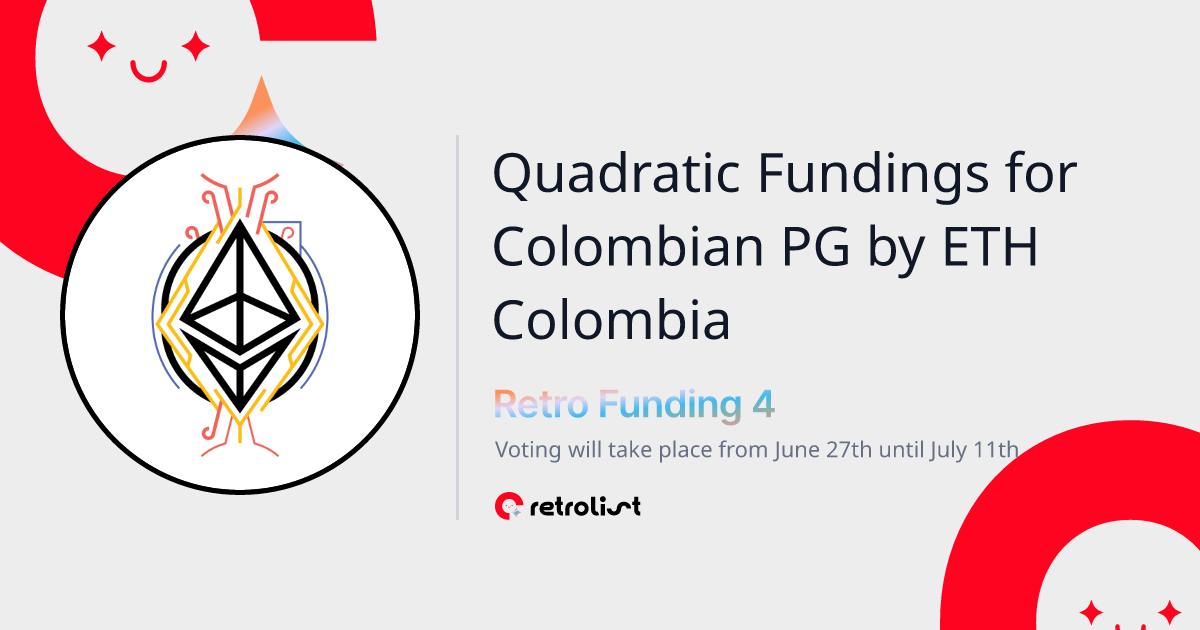 Quadratic Fundings for
Colombian PG by ETH
Colombia
Retro Funding 4
Voting will take place from June 27th until July 11th
retrolist